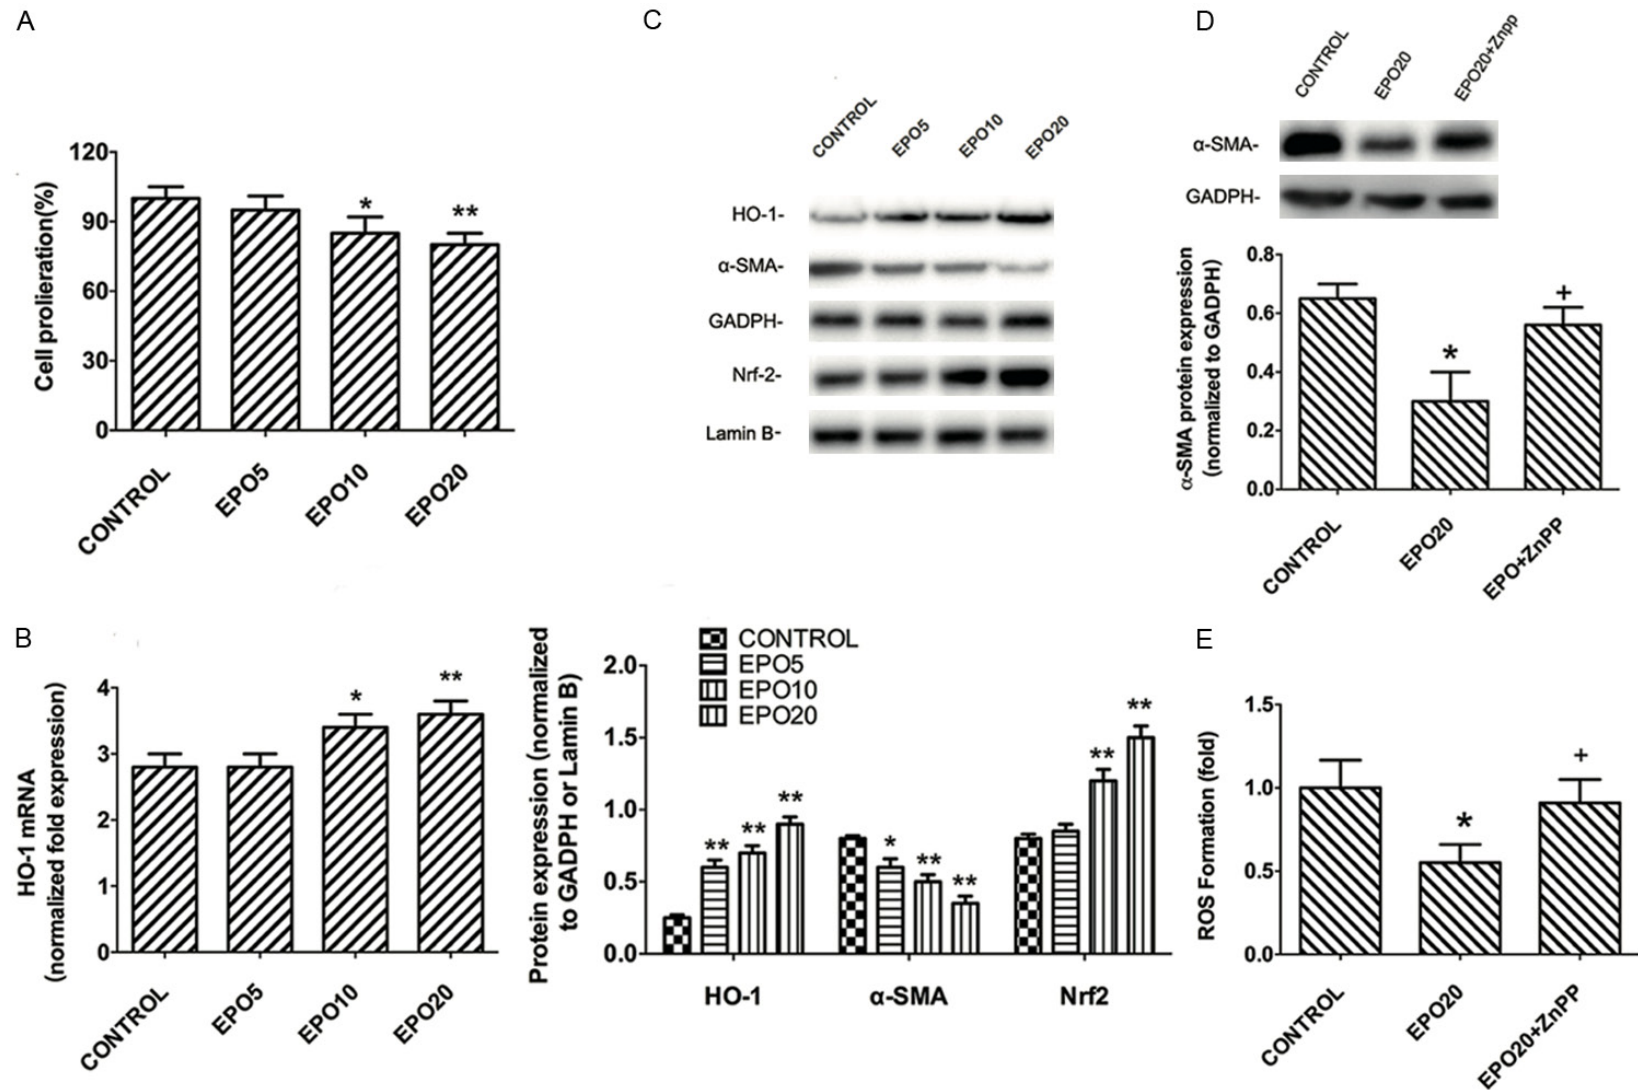 A
Cell prolieration(%)
120
90
60
30
0
*
**
CONTROL
EPO5
EPO10
EPO20
B
HO-1 mRNA
(normalized fold expression)
4
3
2
1
0
*
**
CONTROL
EPO5
EPO10
EPO20
C
CONTROL
EPO5
EPO10
EPO20
HO-1-
α-SMA-
GADPH-
Nrf-2-
Lamin B-
Protein expression (normalized
to GADPH or Lamin B)
CONTROL
EPO5
EPO10
EPO20
2.0
1.5
1.0
0.5
0.0
**
**
**
*
**
**
**
**
HO-1
α-SMA
Nrf2
D
CONTROL
EPO20
EPO20+Znpp
α-SMA-
GADPH-
α-SMA protein expression
(normalized to GADPH)
0.8
0.6
0.4
0.2
0.0
*
+
CONTROL
EPO20
EPO+ZnPP
E
ROS Formation (fold)
1.5
1.0
0.5
0.0
*
+
CONTROL
EPO20
EPO20+ZnPP